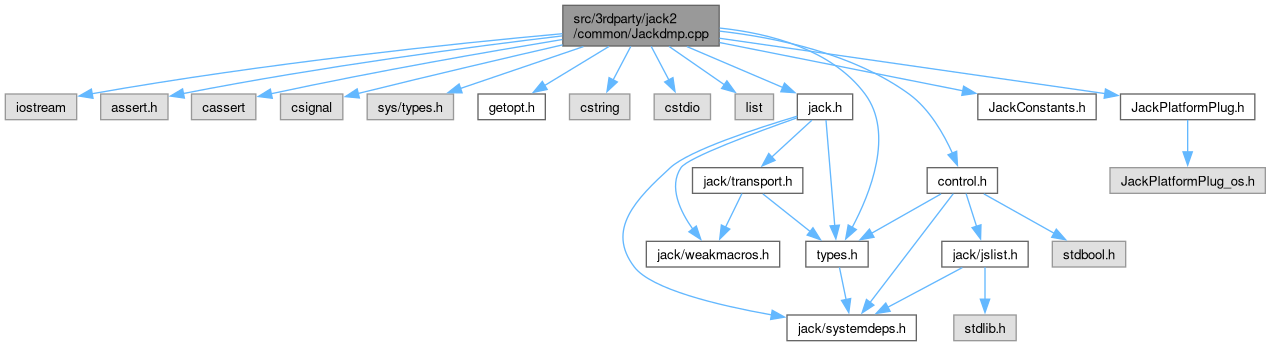 src/3rdparty/jack2
/common/Jackdmp.cpp
iostream
assert.h
cassert
csignal
sys/types.h
getopt.h
cstring
cstdio
list
jack.h
JackConstants.h
JackPlatformPlug.h
jack/transport.h
control.h
JackPlatformPlug_os.h
jack/weakmacros.h
types.h
jack/jslist.h
stdbool.h
jack/systemdeps.h
stdlib.h